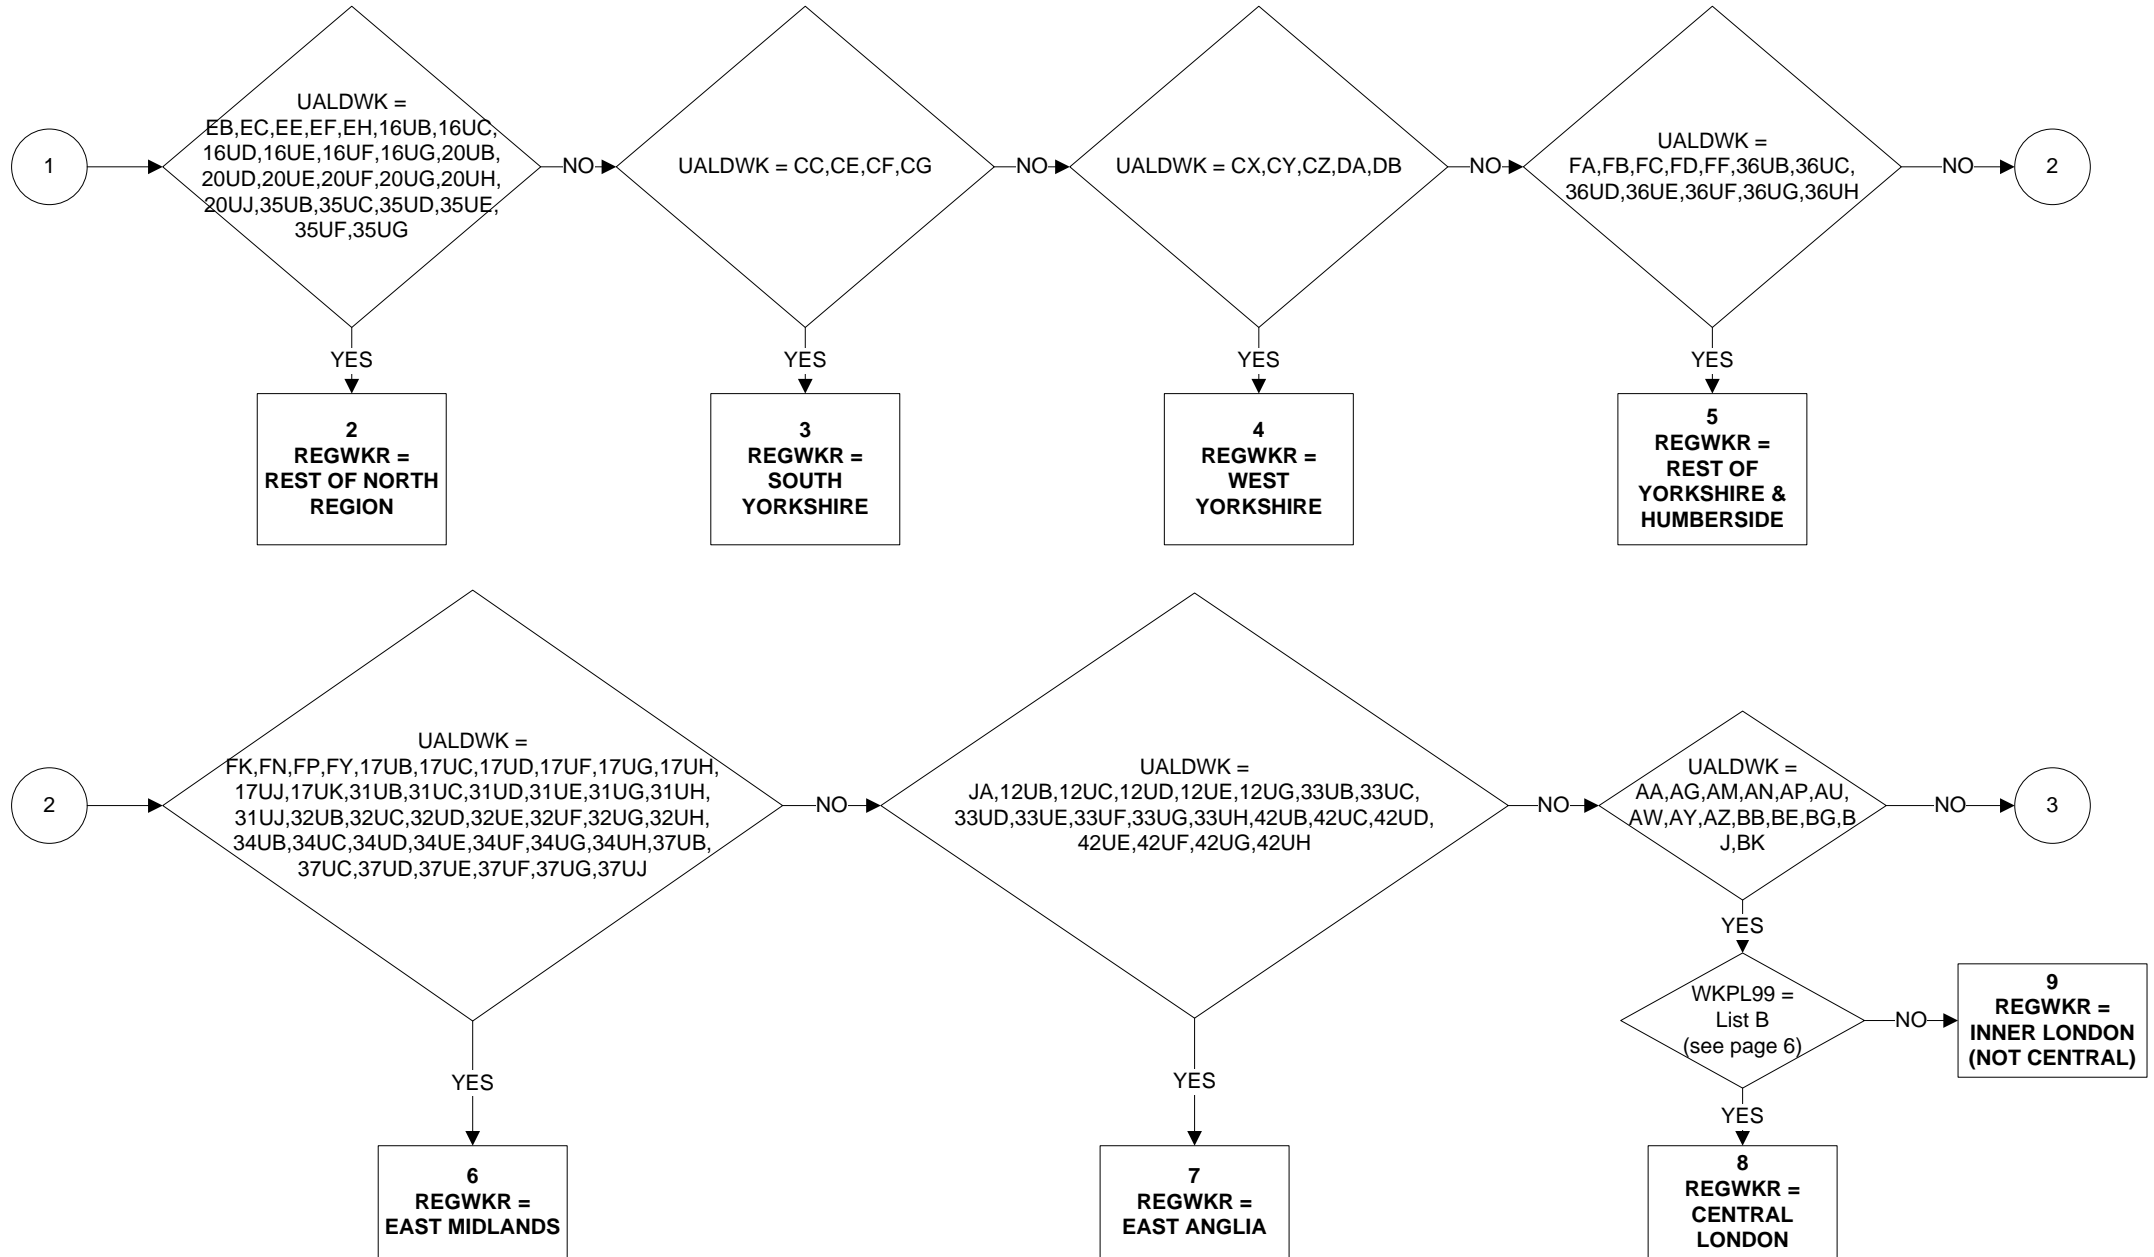 1
UALDWK =
EB,EC,EE,EF,EH,16UB,16UC,
16UD,16UE,16UF,16UG,20UB,
20UD,20UE,20UF,20UG,20UH,
20UJ,35UB,35UC,35UD,35UE,
35UF,35UG
NO
YES
2
REGWKR =
REST OF NORTH
REGION
UALDWK = CC,CE,CF,CG
NO
YES
3
REGWKR =
SOUTH
YORKSHIRE
UALDWK = CX,CY,CZ,DA,DB
NO
YES
4
REGWKR =
WEST
YORKSHIRE
UALDWK =
FA,FB,FC,FD,FF,36UB,36UC,
36UD,36UE,36UF,36UG,36UH
NO
2
YES
5
REGWKR =
REST OF
YORKSHIRE &
HUMBERSIDE
2
UALDWK =
FK,FN,FP,FY,17UB,17UC,17UD,17UF,17UG,17UH,
17UJ,17UK,31UB,31UC,31UD,31UE,31UG,31UH,
31UJ,32UB,32UC,32UD,32UE,32UF,32UG,32UH,
34UB,34UC,34UD,34UE,34UF,34UG,34UH,37UB,
37UC,37UD,37UE,37UF,37UG,37UJ
NO
YES
6
REGWKR =
EAST MIDLANDS
UALDWK =
JA,12UB,12UC,12UD,12UE,12UG,33UB,33UC,
33UD,33UE,33UF,33UG,33UH,42UB,42UC,42UD,
42UE,42UF,42UG,42UH
NO
YES
7
REGWKR =
EAST ANGLIA
UALDWK =
AA,AG,AM,AN,AP,AU,
AW,AY,AZ,BB,BE,BG,B
J,BK
NO
3
YES
WKPL99 =
List B
(see page 6)
NO
9
REGWKR =
INNER LONDON
(NOT CENTRAL)
YES
8
REGWKR =
CENTRAL
LONDON